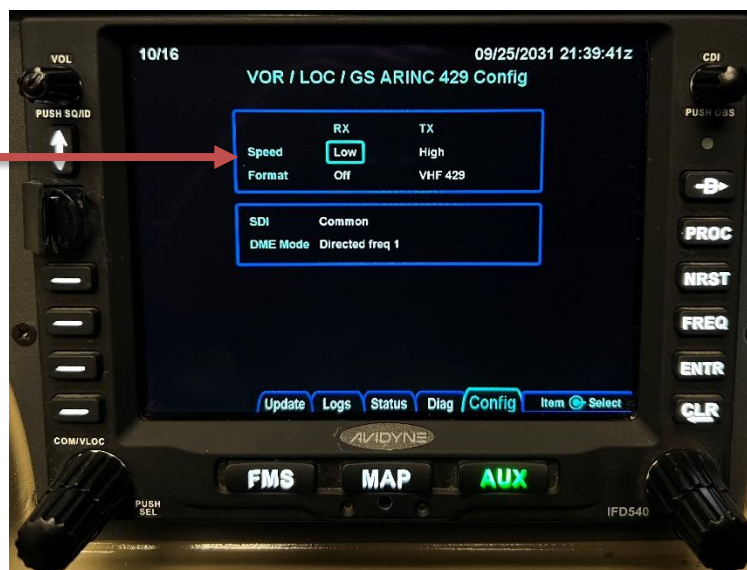 VOL
10/16
09/25/2031 21:39:41z
CDI
VOR / LOC / GS ARINC 429 Config
PUSH SQ/ID
PUSH OBS
RX TX
Speed Low High
Format Off VHF 429
D
SDI Common
DME Mode Directed freq 1
PROC
NRST
FREQ
ENTR
Update Logs Status Diag Config Item Select
CLR
COM/VLOC
AVIDYNE
FMS MAP AUX
PUSH
SEL
IFD540